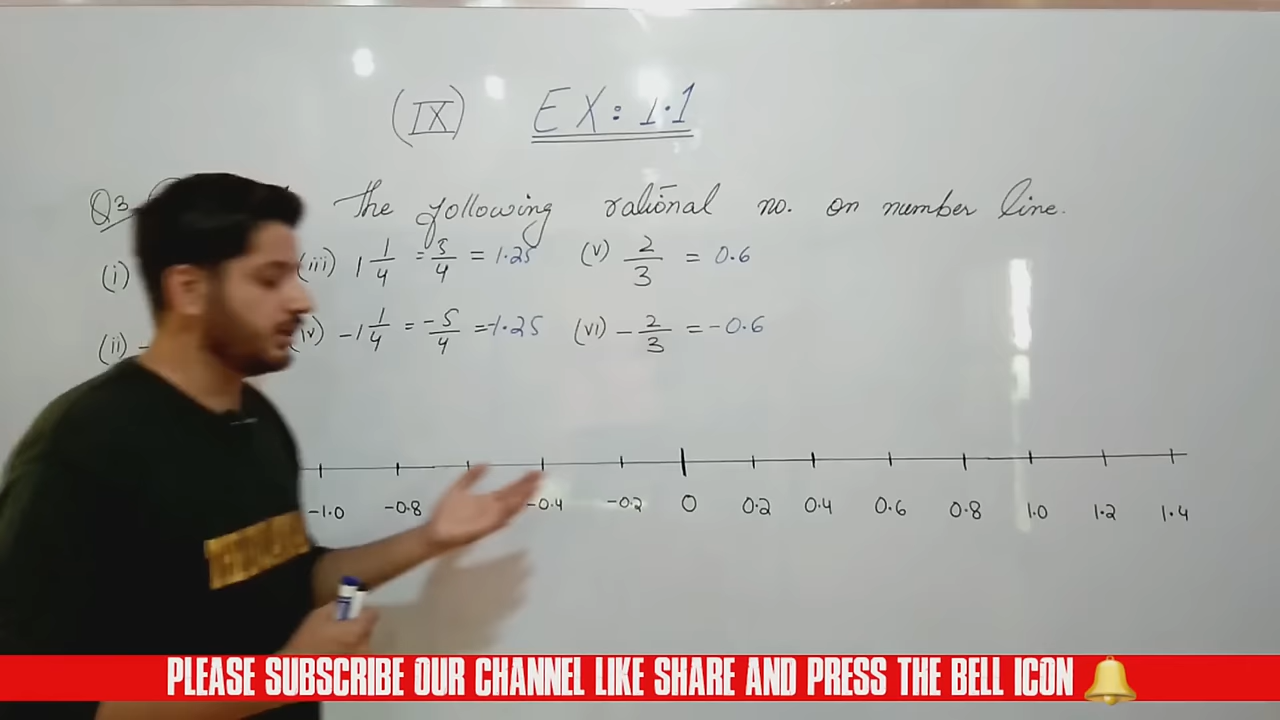 (IX) EX: 1.1
Q3 The following rational no. on number line.
(i) (iii) 1 1/4 = 5/4 = 1.25 (v) 2/3 = 0.6
(ii) - (iv) -1 1/4 = -5/4 = -1.25 (vi) -2/3 = -0.6
-1.0 -0.8 -0.4 -0.2 0 0.2 0.4 0.6 0.8 1.0 1.2 1.4
PLEASE SUBSCRIBE OUR CHANNEL LIKE SHARE AND PRESS THE BELL ICON